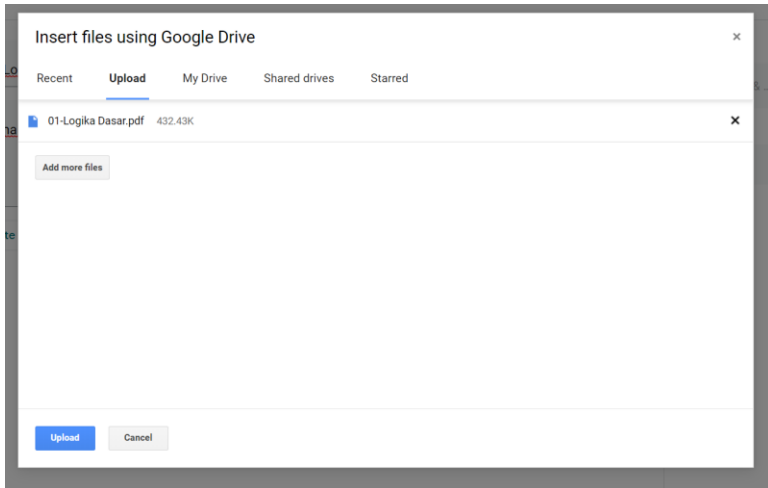 Insert files using Google Drive ×
Recent Upload My Drive Shared drives Starred
01-Logika Dasar.pdf 432.43K ×
Add more files
Upload Cancel